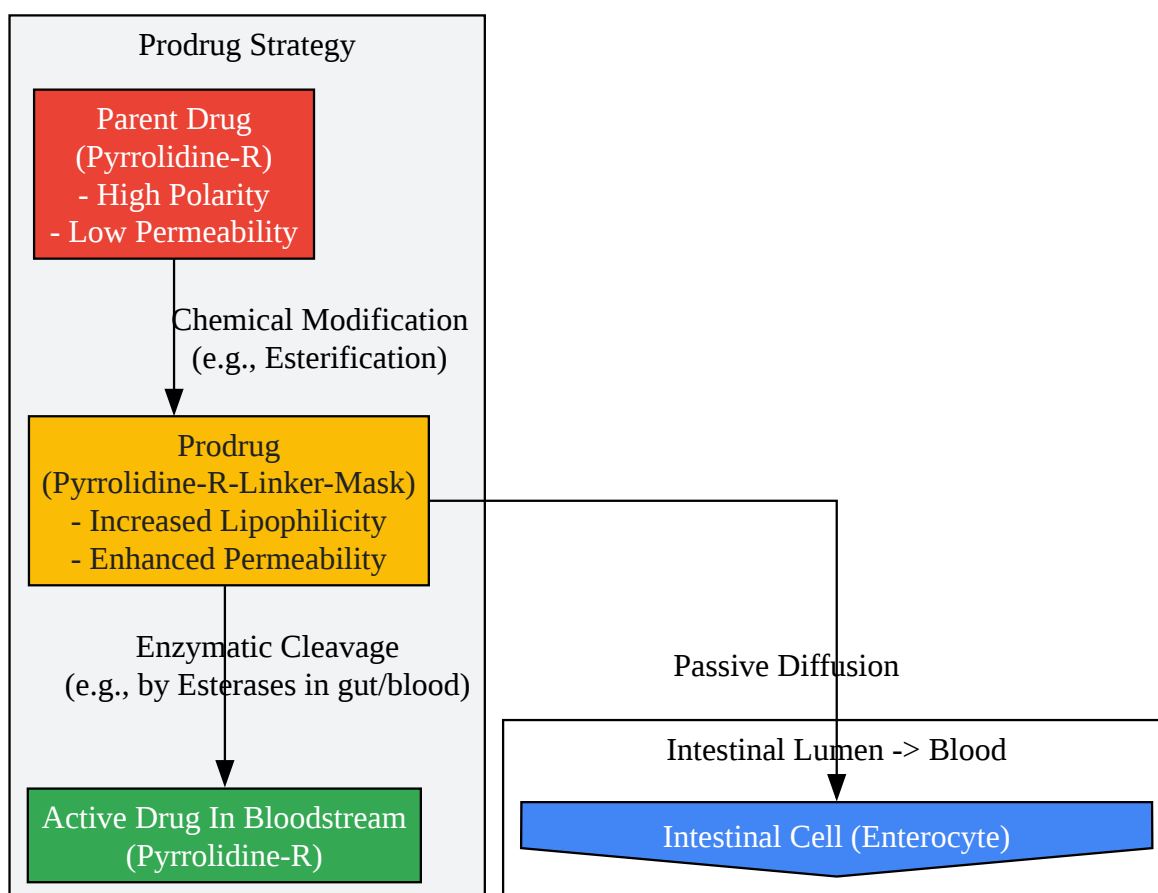 Prodrug Strategy
Parent Drug
(Pyrrolidine-R)
- High Polarity
- Low Permeability
Chemical Modification
(e.g., Esterification)
Prodrug
(Pyrrolidine-R-Linker-Mask)
- Increased Lipophilicity
- Enhanced Permeability
Enzymatic Cleavage
(e.g., by Esterases in gut/blood)
Passive Diffusion
Intestinal Lumen -> Blood
Active Drug In Bloodstream
(Pyrrolidine-R)
Intestinal Cell (Enterocyte)